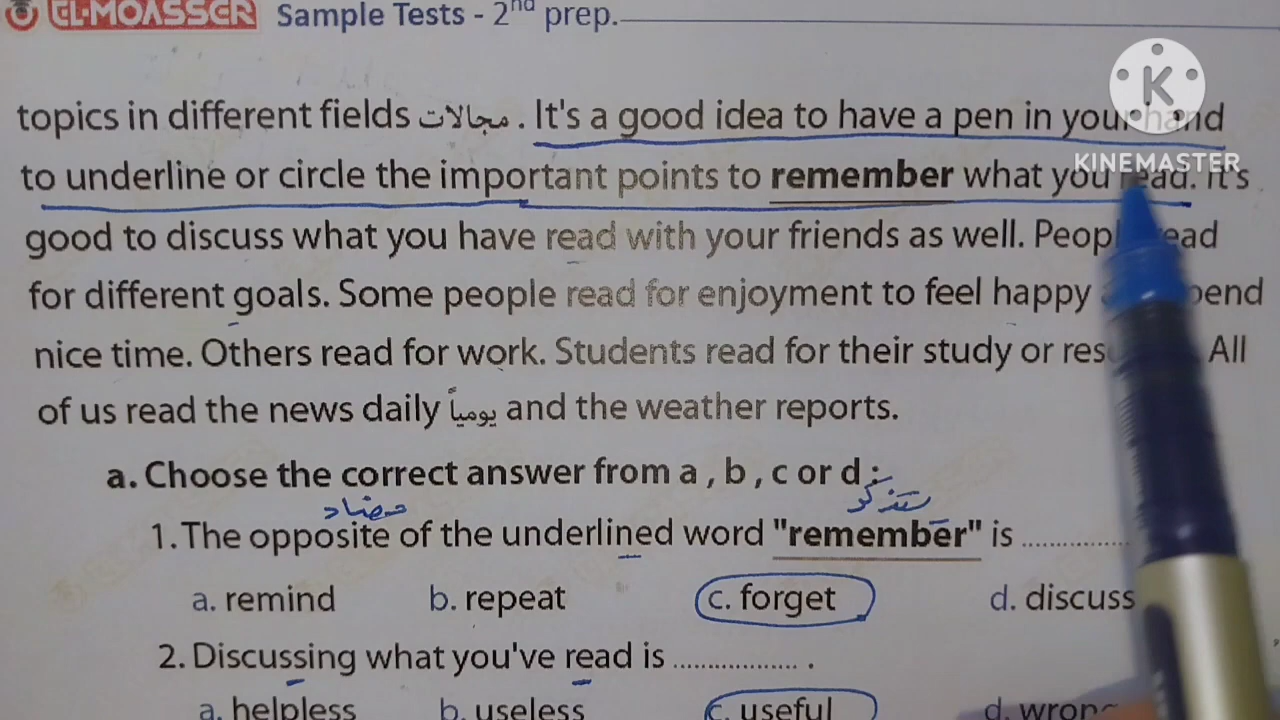 EL-MOASSER Sample Tests - 2nd prep.
topics in different fields مجالات . It's a good idea to have a pen in your hand
to underline or circle the important points to remember what you read. It's
good to discuss what you have read with your friends as well. People read
for different goals. Some people read for enjoyment to feel happy spend
nice time. Others read for work. Students read for their study or All
of us read the news daily يومياً and the weather reports.
a. Choose the correct answer from a , b , c or d :
مضاد يتذكر
1. The opposite of the underlined word "remember" is ...............
a. remind b. repeat c. forget d. discuss
2. Discussing what you've read is .................. .
a. helpless b. useless c. useful d. wrong
K
KINEMASTER